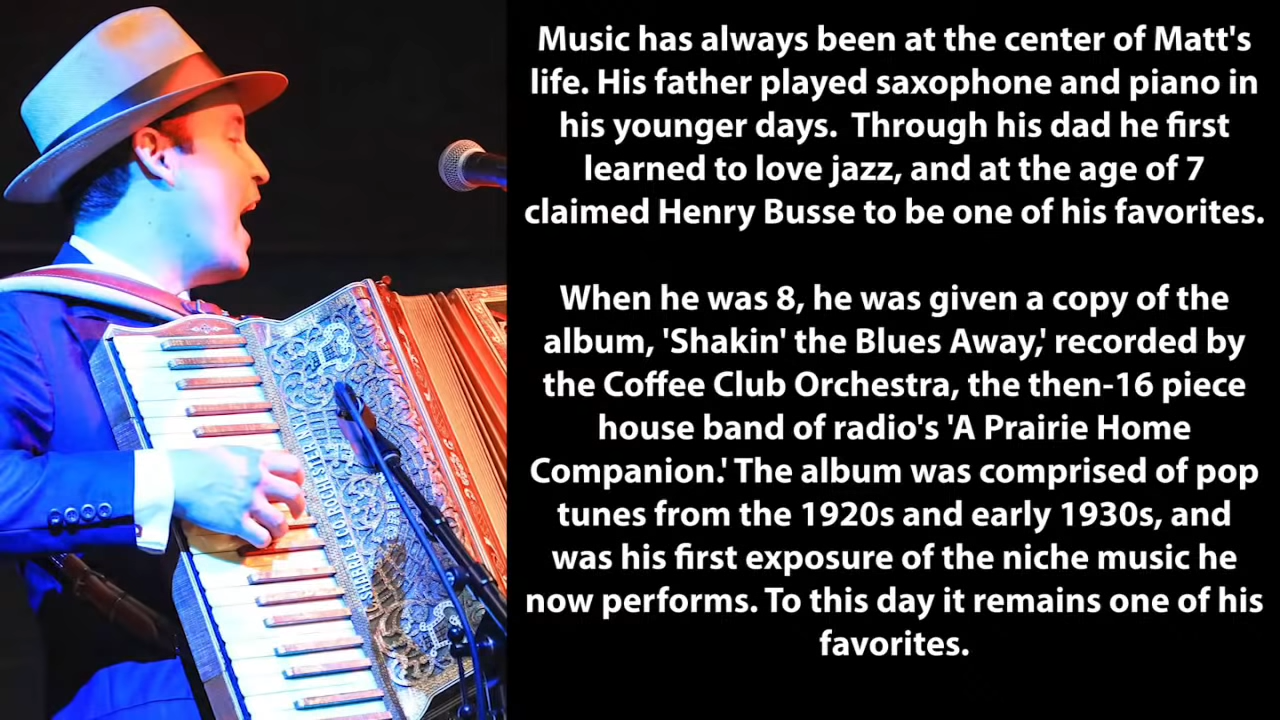 Music has always been at the center of Matt's
life. His father played saxophone and piano in
his younger days.  Through his dad he first
learned to love jazz, and at the age of 7
claimed Henry Busse to be one of his favorites.
When he was 8, he was given a copy of the
album, 'Shakin' the Blues Away,' recorded by
the Coffee Club Orchestra, the then-16 piece
house band of radio's 'A Prairie Home
Companion.' The album was comprised of pop
tunes from the 1920s and early 1930s, and
was his first exposure of the niche music he
now performs. To this day it remains one of his
favorites.